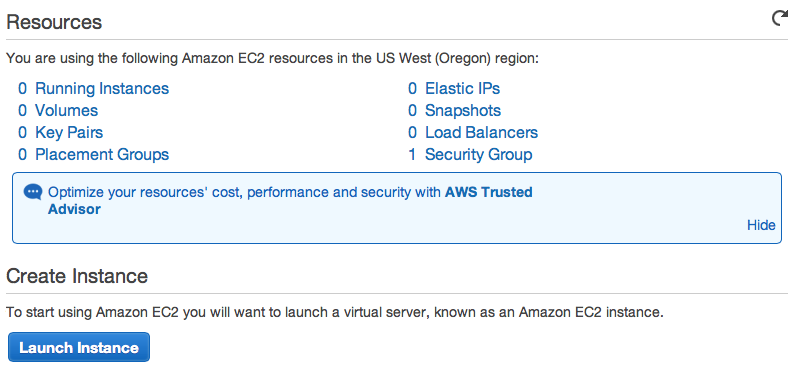 Resources
You are using the following Amazon EC2 resources in the US West (Oregon) region:
0 Running Instances
0 Elastic IPs
0 Volumes
0 Snapshots
0 Key Pairs
0 Load Balancers
0 Placement Groups
1 Security Group
Optimize your resources' cost, performance and security with AWS Trusted
Advisor
Hide
Create Instance
To start using Amazon EC2 you will want to launch a virtual server, known as an Amazon EC2 instance.
Launch Instance